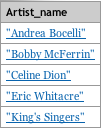 Artist_name
"Andrea Bocelli"
"Bobby McFerrin"
"Celine Dion"
"Eric Whitacre"
"King's Singers"